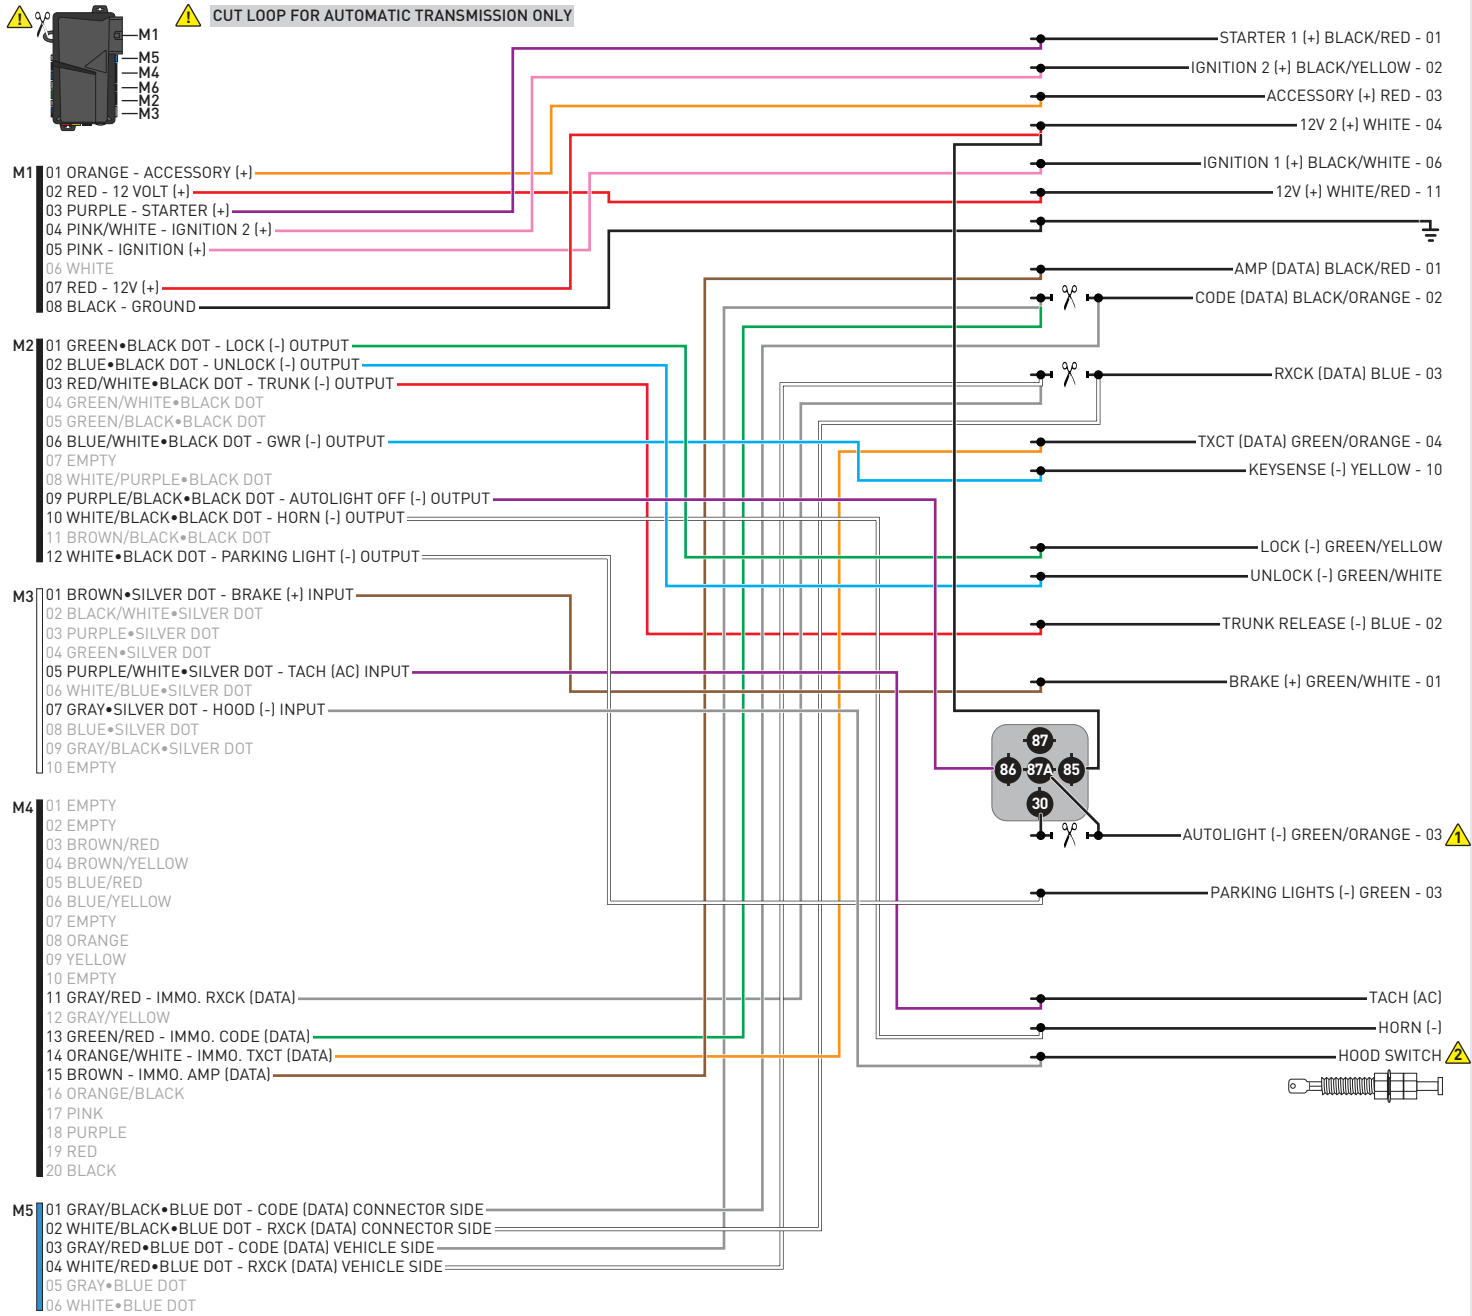 CUT LOOP FOR AUTOMATIC TRANSMISSION ONLY
M1
M5
M4
M6
M2
M3
M1
01 ORANGE - ACCESSORY (+)
02 RED - 12 VOLT (+)
03 PURPLE - STARTER (+)
04 PINK/WHITE - IGNITION 2 (+)
05 PINK - IGNITION (+)
06 WHITE
07 RED - 12V (+)
08 BLACK - GROUND
M2
01 GREEN•BLACK DOT - LOCK (-) OUTPUT
02 BLUE•BLACK DOT - UNLOCK (-) OUTPUT
03 RED/WHITE•BLACK DOT - TRUNK (-) OUTPUT
04 GREEN/WHITE•BLACK DOT
05 GREEN/BLACK•BLACK DOT
06 BLUE/WHITE•BLACK DOT - GWR (-) OUTPUT
07 EMPTY
08 WHITE/PURPLE•BLACK DOT
09 PURPLE/BLACK•BLACK DOT - AUTOLIGHT OFF (-) OUTPUT
10 WHITE/BLACK•BLACK DOT - HORN (-) OUTPUT
11 BROWN/BLACK•BLACK DOT
12 WHITE•BLACK DOT - PARKING LIGHT (-) OUTPUT
M3
01 BROWN•SILVER DOT - BRAKE (+) INPUT
02 BLACK/WHITE•SILVER DOT
03 PURPLE•SILVER DOT
04 GREEN•SILVER DOT
05 PURPLE/WHITE•SILVER DOT - TACH (AC) INPUT
06 WHITE/BLUE•SILVER DOT
07 GRAY•SILVER DOT - HOOD (-) INPUT
08 BLUE•SILVER DOT
09 GRAY/BLACK•SILVER DOT
10 EMPTY
M4
01 EMPTY
02 EMPTY
03 BROWN/RED
04 BROWN/YELLOW
05 BLUE/RED
06 BLUE/YELLOW
07 EMPTY
08 ORANGE
09 YELLOW
10 EMPTY
11 GRAY/RED - IMMO. RXCK (DATA)
12 GRAY/YELLOW
13 GREEN/RED - IMMO. CODE (DATA)
14 ORANGE/WHITE - IMMO. TXCT (DATA)
15 BROWN - IMMO. AMP (DATA)
16 ORANGE/BLACK
17 PINK
18 PURPLE
19 RED
20 BLACK
M5
01 GRAY/BLACK•BLUE DOT - CODE (DATA) CONNECTOR SIDE
02 WHITE/BLACK•BLUE DOT - RXCK (DATA) CONNECTOR SIDE
03 GRAY/RED•BLUE DOT - CODE (DATA) VEHICLE SIDE
04 WHITE/RED•BLUE DOT - RXCK (DATA) VEHICLE SIDE
05 GRAY•BLUE DOT
06 WHITE•BLUE DOT
STARTER 1 (+) BLACK/RED - 01
IGNITION 2 (+) BLACK/YELLOW - 02
ACCESSORY (+) RED - 03
12V 2 (+) WHITE - 04
IGNITION 1 (+) BLACK/WHITE - 06
12V (+) WHITE/RED - 11
AMP (DATA) BLACK/RED - 01
CODE (DATA) BLACK/ORANGE - 02
RXCK (DATA) BLUE - 03
TXCT (DATA) GREEN/ORANGE - 04
KEYSENSE (-) YELLOW - 10
LOCK (-) GREEN/YELLOW
UNLOCK (-) GREEN/WHITE
TRUNK RELEASE (-) BLUE - 02
BRAKE (+) GREEN/WHITE - 01
87
86 87A 85
30
AUTOLIGHT (-) GREEN/ORANGE - 03 1
PARKING LIGHTS (-) GREEN - 03
TACH (AC)
HORN (-)
HOOD SWITCH 2